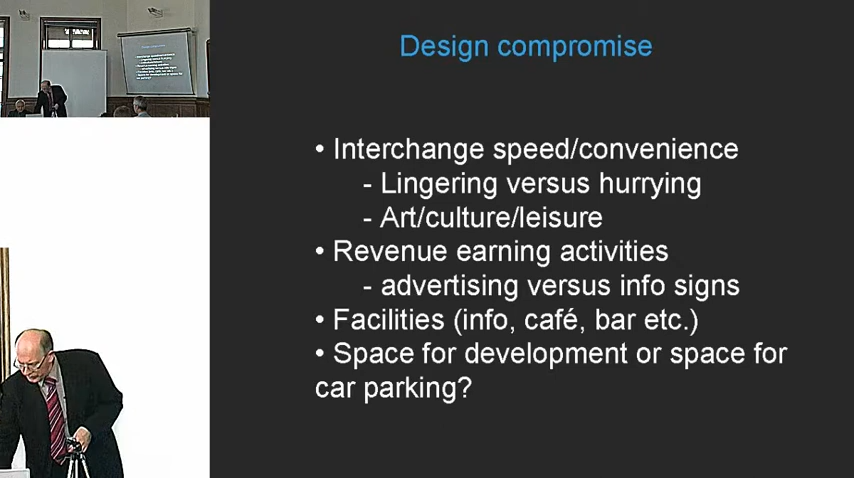 Design compromise
• Interchange speed/convenience
- Lingering versus hurrying
- Art/culture/leisure
• Revenue earning activities
- advertising versus info signs
• Facilities (info, café, bar etc.)
• Space for development or space for
car parking?